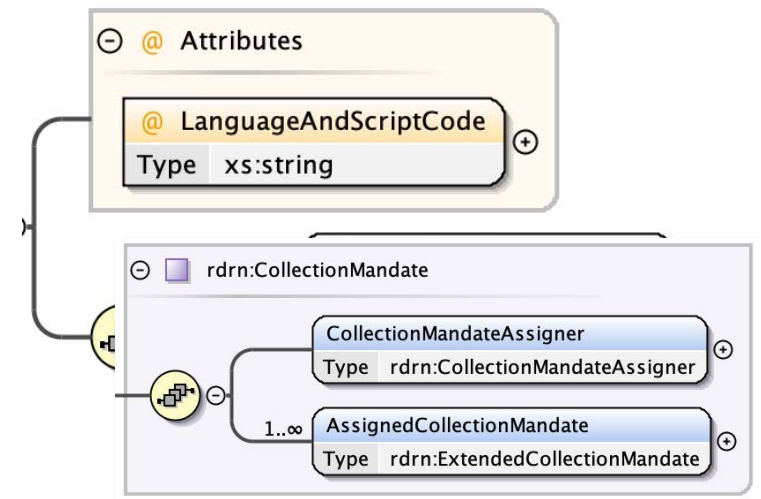 @ Attributes
@ LanguageAndScriptCode
Type xs:string
rdrn:CollectionMandate
CollectionMandateAssigner
Type rdrn:CollectionMandateAssigner
1..∞
AssignedCollectionMandate
Type rdrn:ExtendedCollectionMandate